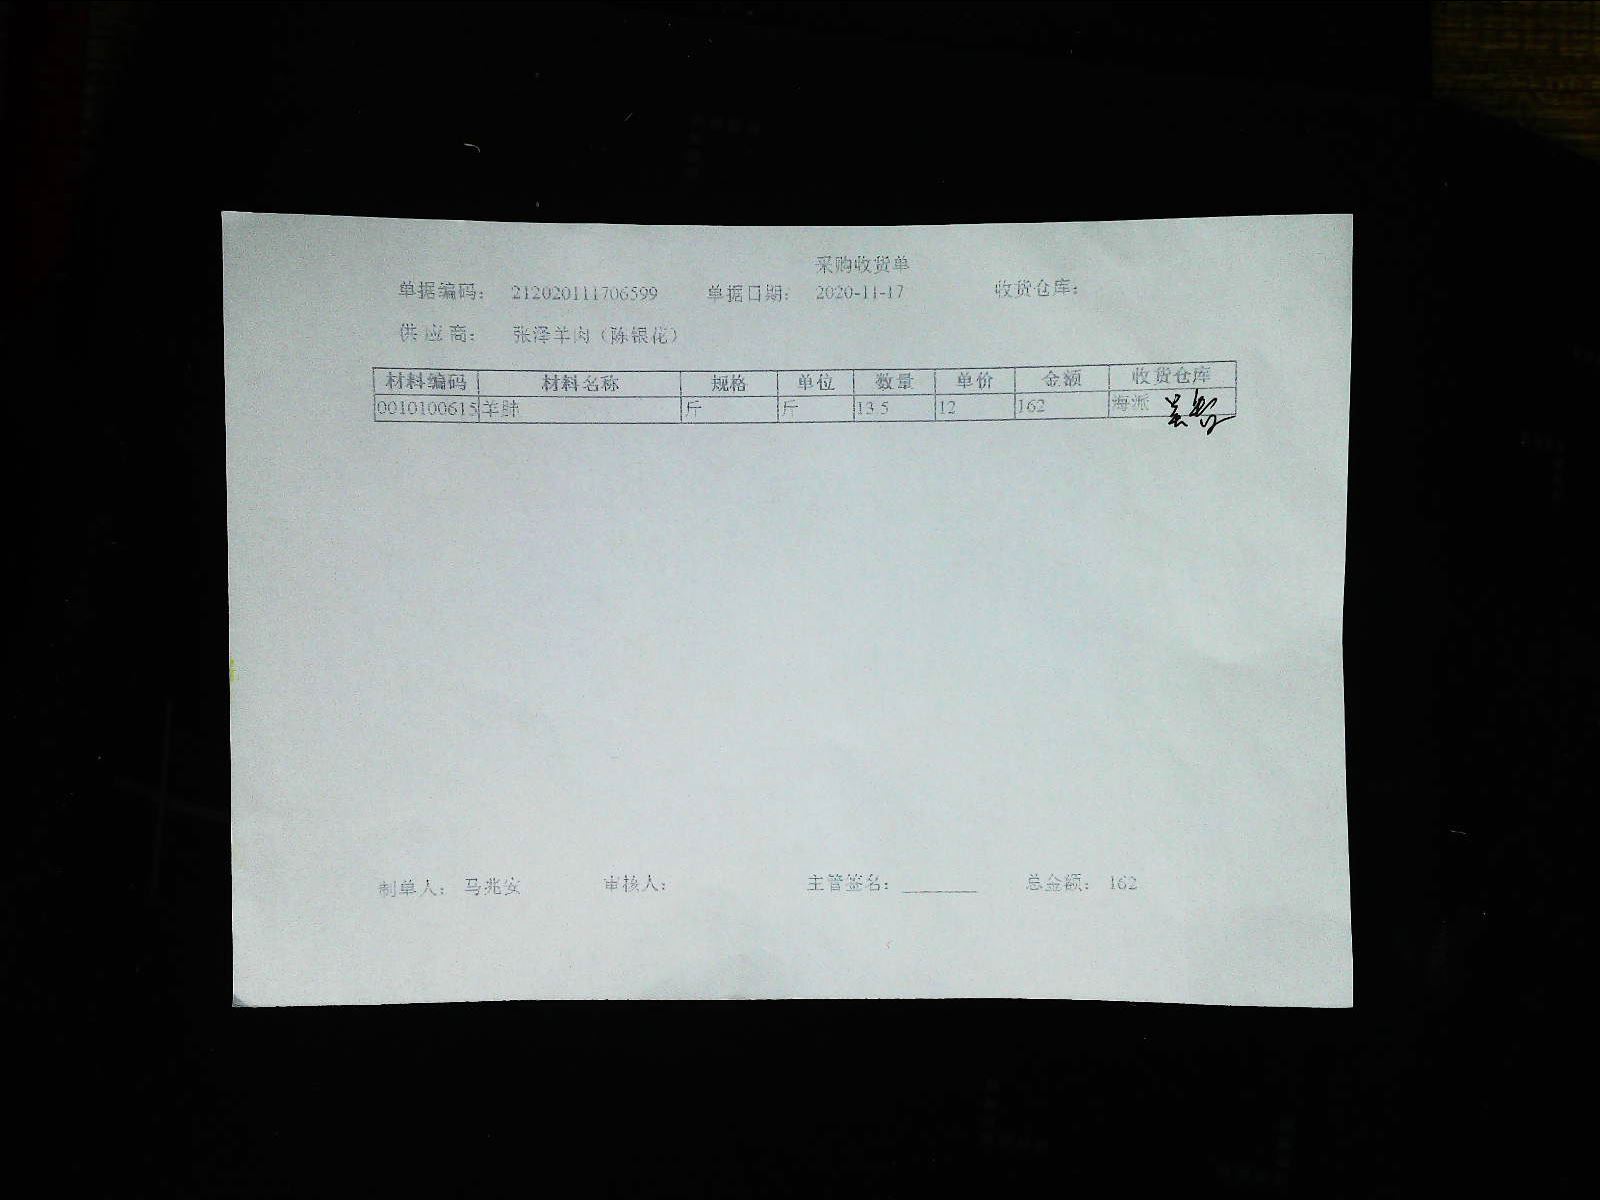 采购收货单
单据编码： 212020111706599 单据日期： 2020-11-17 收货仓库：
供应商： 张泽羊肉（陈银花）
材料编码 材料名称 规格 单位 数量 单价 金额 收货仓库
0010100615 羊肚 斤 斤 13.5 12 162 海派
制单人： 马兆安 审核人： 主管签名： 总金额： 162